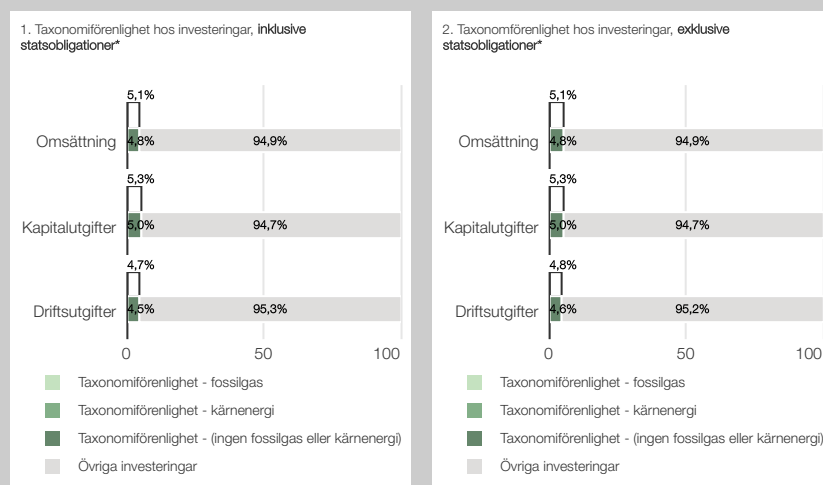 1. Taxonomiförenlighet hos investeringar, inklusive
statsobligationer*
5,1%
Omsättning 4,8% 94,9%
5,3%
Kapitalutgifter 5,0% 94,7%
4,7%
Driftsutgifter 4,5% 95,3%
0 50 100
Taxonomiförenlighet - fossilgas
Taxonomiförenlighet - kärnenergi
Taxonomiförenlighet - (ingen fossilgas eller kärnenergi)
Övriga investeringar
2. Taxonomförenlighet hos investeringar, exklusive
statsobligationer*
5,1%
Omsättning 4,8% 94,9%
5,3%
Kapitalutgifter 5,0% 94,7%
4,8%
Driftsutgifter 4,6% 95,2%
0 50 100
Taxonomiförenlighet - fossilgas
Taxonomiförenlighet - kärnenergi
Taxonomiförenlighet - (ingen fossilgas eller kärnenergi)
Övriga investeringar